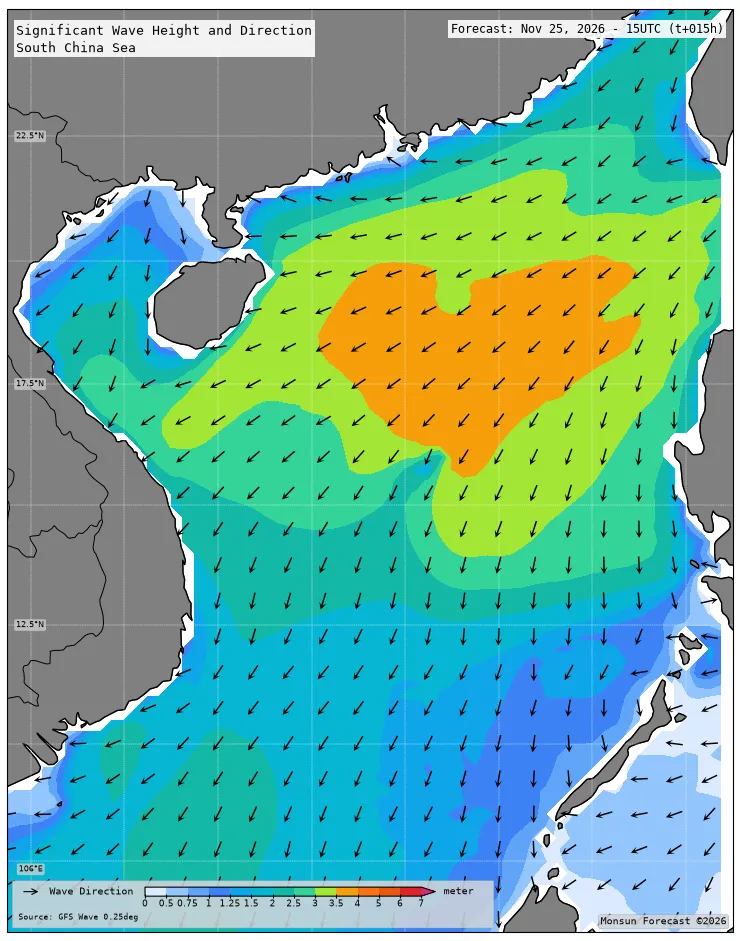 Significant Wave Height and Direction
South China Sea
Forecast: Nov 25, 2026 - 15UTC (t+015h)
22.5°N
17.5°N
12.5°N
106°E
Wave Direction
meter
0 0.5 0.75 1 1.25 1.5 2 2.5 3 3.5 4 5 6 7
Source: GFS Wave 0.25deg
Monsun Forecast ©2026